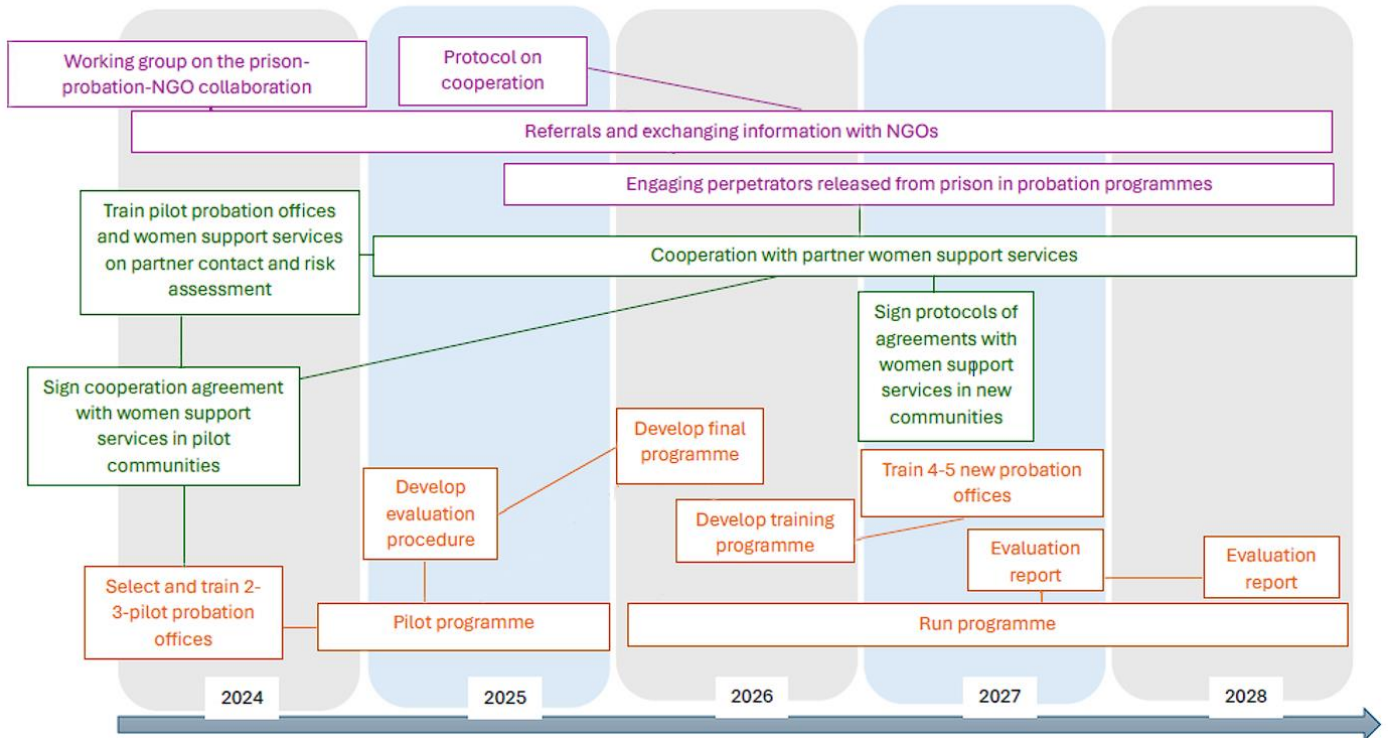 Working group on the prison-
probation-NGO collaboration
Protocol on
cooperation
Referrals and exchanging information with NGOs
Engaging perpetrators released from prison in probation programmes
Train pilot probation offices
and women support services
on partner contact and risk
assessment
Cooperation with partner women support services
Sign protocols of
agreements with
women support
services in new
communities
Sign cooperation agreement
with women support
services in pilot
communities
Develop final
programme
Develop
evaluation
procedure
Train 4-5 new probation
offices
Develop training
programme
Evaluation
report
Evaluation
report
Select and train 2-
3-pilot probation
offices
Pilot programme
Run programme
2024
2025
2026
2027
2028